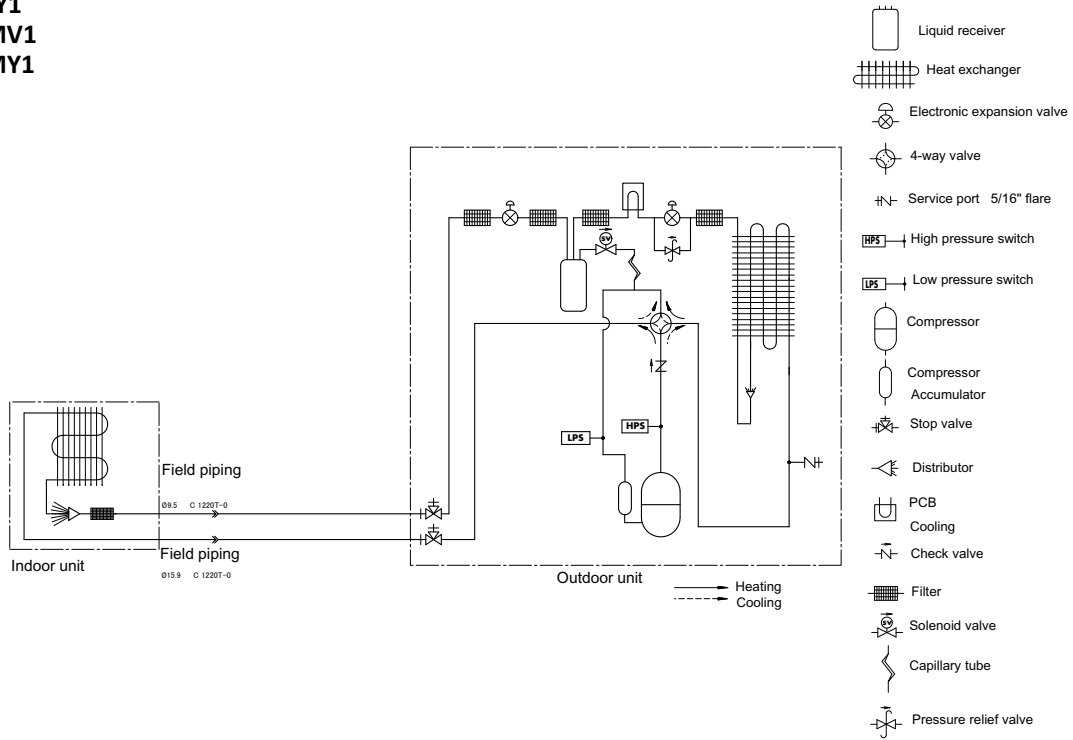 Y1
MV1
MY1
Liquid receiver
Heat exchanger
Electronic expansion valve
4-way valve
Service port 5/16" flare
HPS High pressure switch
LPS Low pressure switch
Compressor
Compressor
Accumulator
Stop valve
Distributor
PCB
Cooling
Check valve
Filter
SV Solenoid valve
Capillary tube
Pressure relief valve
SV
LPS
HPS
Field piping
Ø9.5 C 1220T-0
Field piping
Ø15.9 C 1220T-0
Indoor unit
Outdoor unit
Heating
Cooling